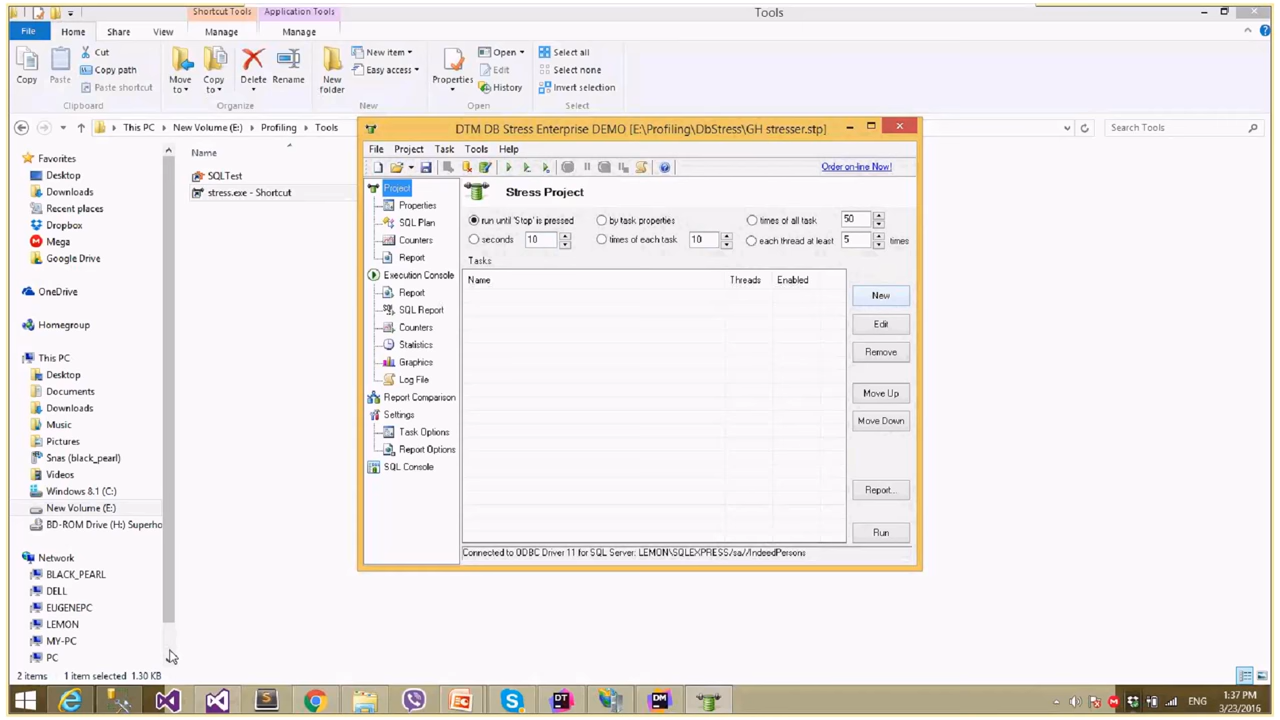 Shortcut Tools
Application Tools
Tools
File
Home
Share
View
Manage
Manage
Copy
Paste
Cut
Copy path
Paste shortcut
Clipboard
Move to
Copy to
Delete
Rename
Organize
New folder
New item
Easy access
New
Properties
Open
Edit
History
Open
Select all
Select none
Invert selection
Select
This PC
New Volume (E:)
Profiling
Tools
Search Tools
Favorites
Desktop
Downloads
Recent places
Dropbox
Mega
Google Drive
OneDrive
Homegroup
This PC
Desktop
Documents
Downloads
Music
Pictures
Snas (black_pearl)
Videos
Windows 8.1 (C:)
New Volume (E:)
BD-ROM Drive (H:) Superho
Network
BLACK_PEARL
DELL
EUGENEPC
LEMON
MY-PC
PC
Name
SQLTest
stress.exe - Shortcut
DTM DB Stress Enterprise DEMO [E:\Profiling\DbStress\GH stresser.stp]
File Project Task Tools Help
Order on-line Now!
Project
Properties
SQL Plan
Counters
Report
Execution Console
Report
SQL Report
Counters
Statistics
Graphics
Log File
Report Comparison
Settings
Task Options
Report Options
SQL Console
Stress Project
run until 'Stop' is pressed
by task properties
times of all task 50
seconds 10
times of each task 10
each thread at least 5 times
Tasks
Name Threads Enabled
New
Edit
Remove
Move Up
Move Down
Report...
Run
Connected to ODBC Driver 11 for SQL Server: LEMON\SQLEXPRESS/sa//IndeedPersons
2 items 1 item selected 1.30 KB
ENG
1:37 PM
3/23/2016